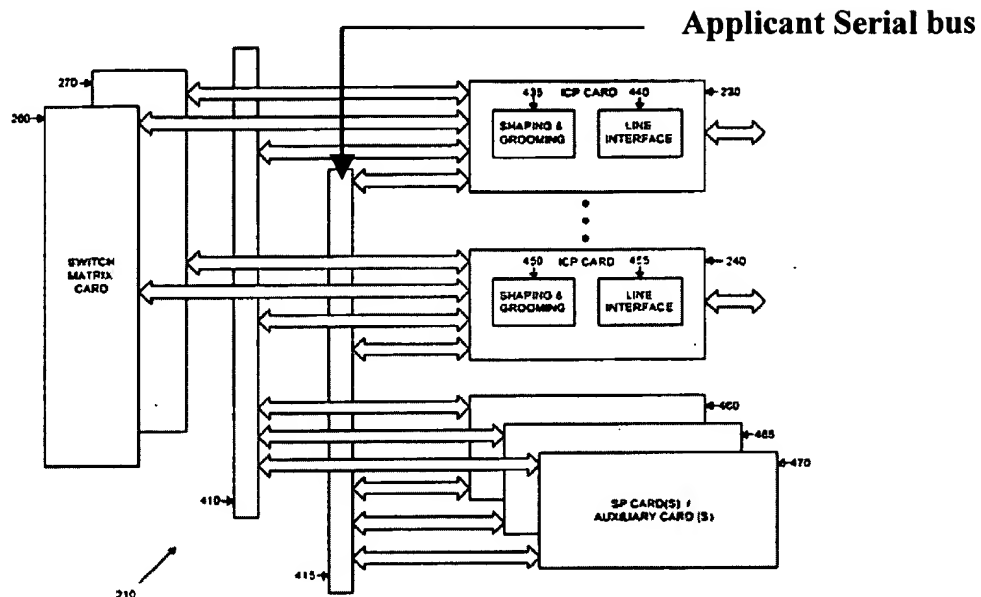 Applicant Serial bus
270
260
SWITCH
MATRIX
CARD
435 ICP CARD 440
230
SHAPING &
GROOMING
LINE
INTERFACE
450 ICP CARD 455
240
SHAPING &
GROOMING
LINE
INTERFACE
460
465
470
SP CARD(S) /
AUXILIARY CARD (S)
410
415
210